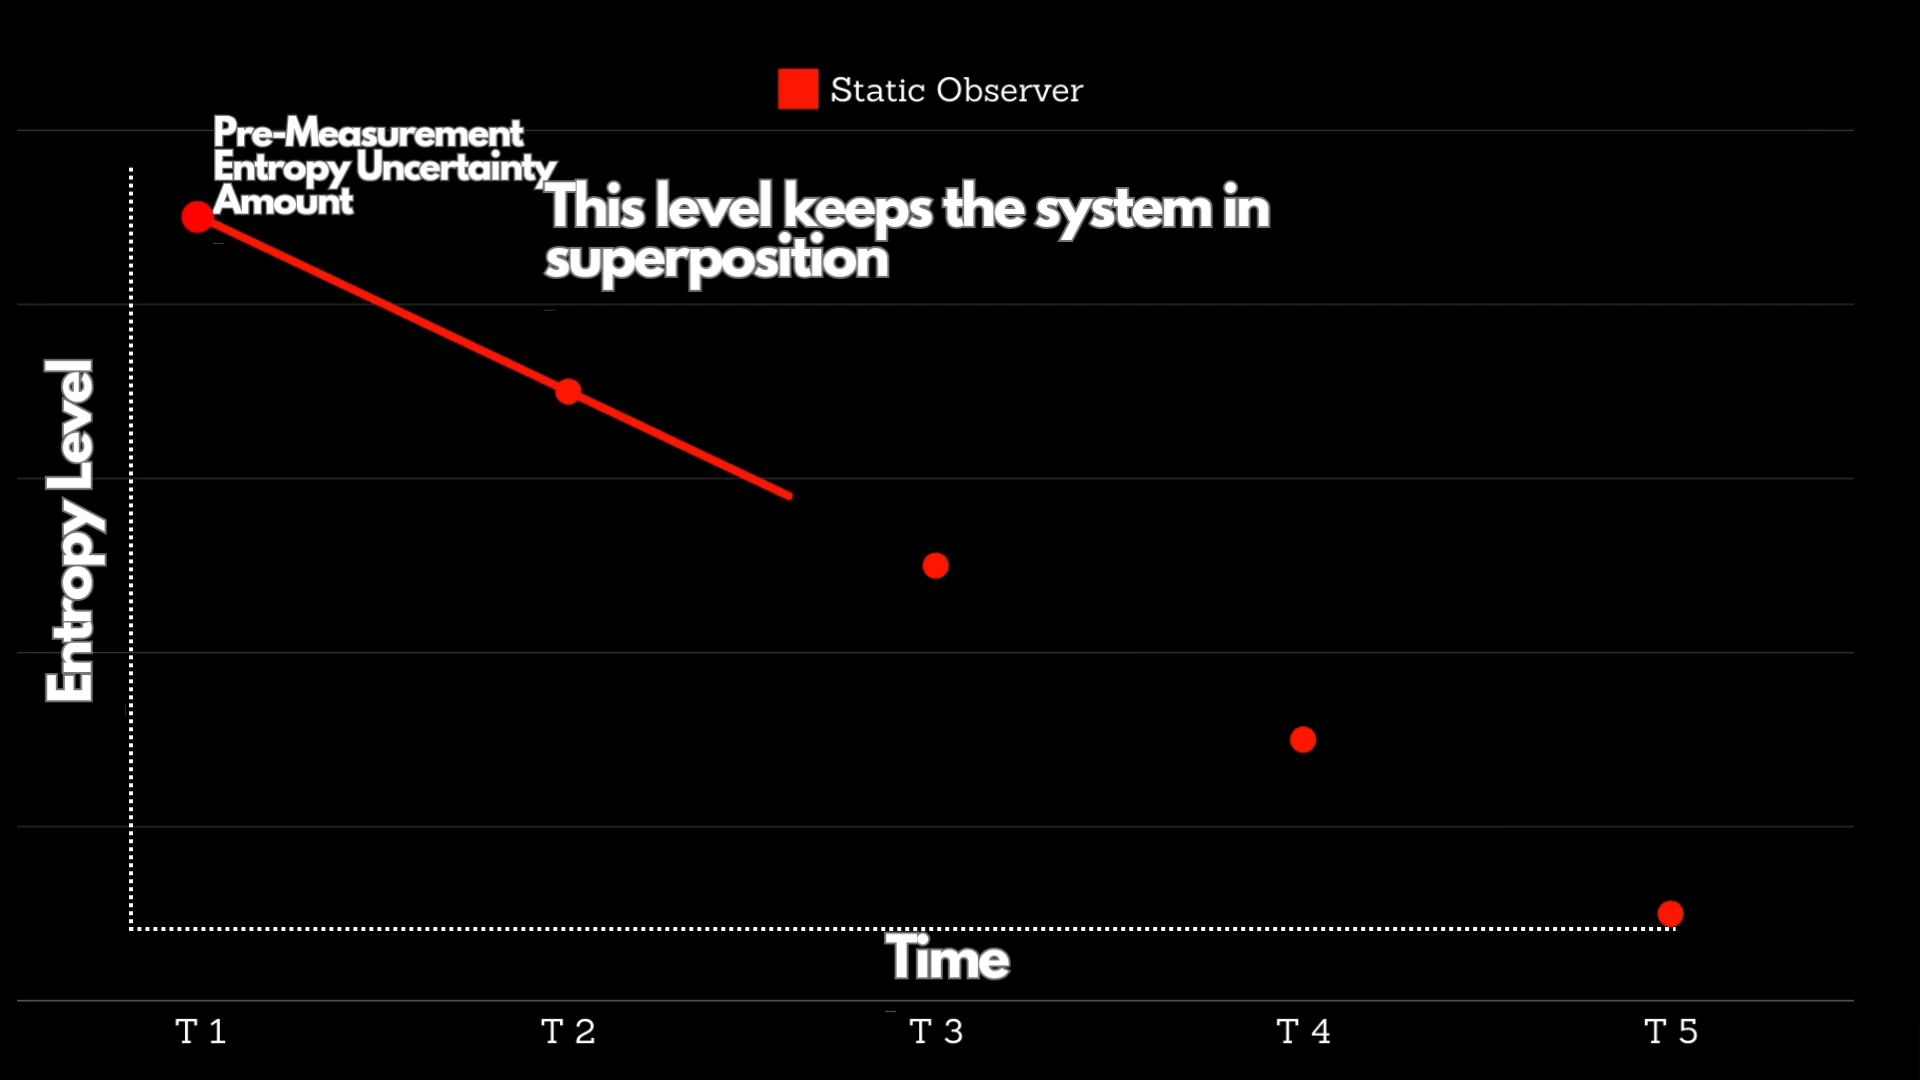 Static Observer
Pre-Measurement
Entropy Uncertainty
Amount
This level keeps the system in
superposition
Entropy Level
Time
T 1
T 2
T 3
T 4
T 5